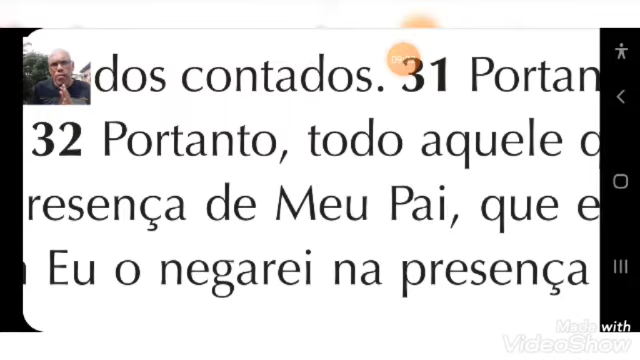 dos contados. 31 Portan
32 Portanto, todo aquele q
resença de Meu Pai, que e
Eu o negarei na presença
Made with
VideoShow